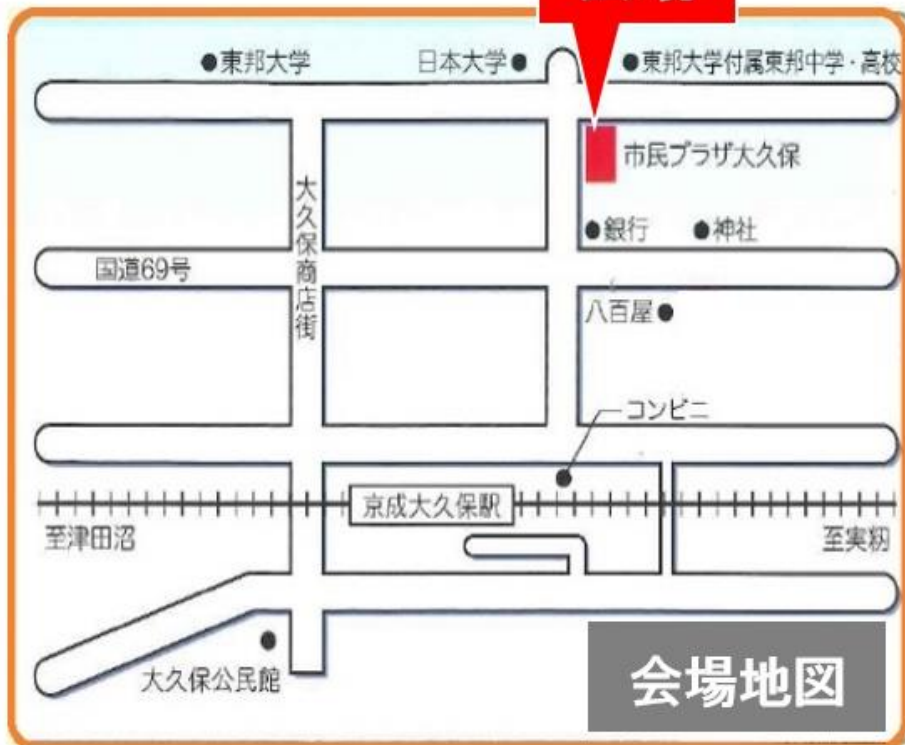 東邦大学
日本大学
東邦大学付属東邦中学・高校
市民プラザ大久保
大久保商店街
銀行
神社
国道69号
八百屋
コンビニ
京成大久保駅
至津田沼
至実籾
大久保公民館
会場地図